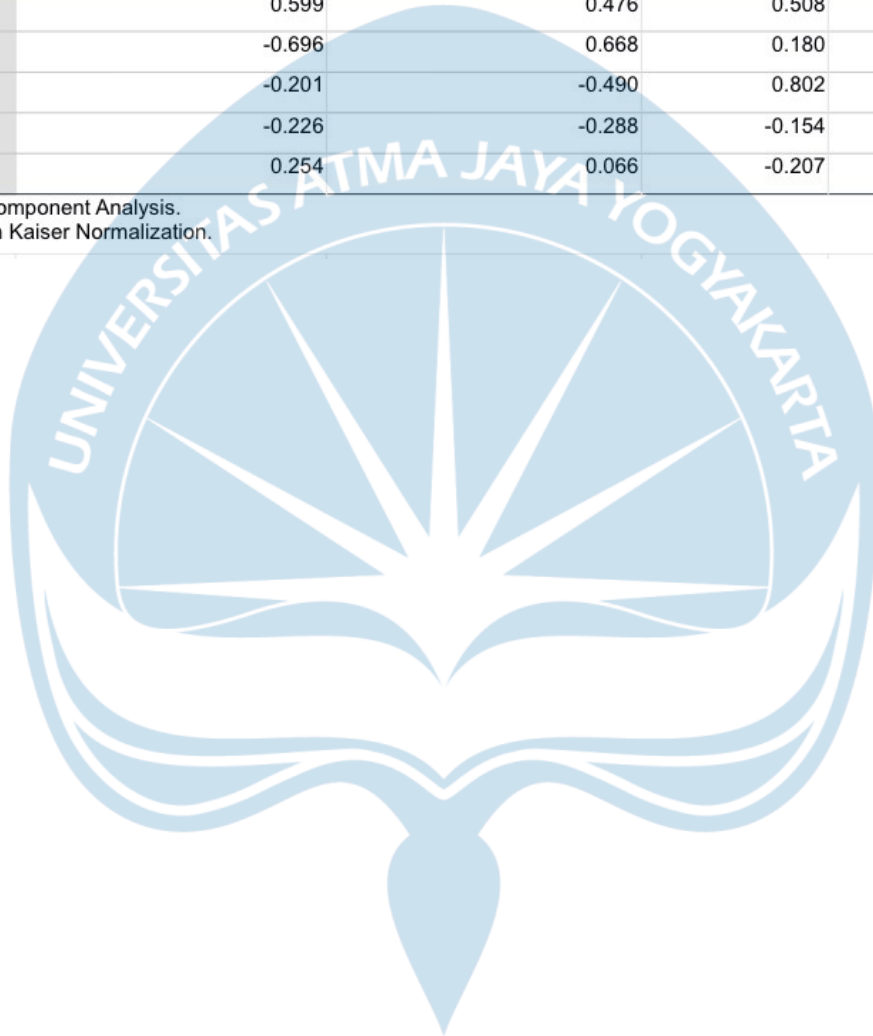 0.599 0.476 0.508
-0.696 0.668 0.180
-0.201 -0.490 0.802
-0.226 -0.288 -0.154
0.254 0.066 -0.207
omponent Analysis.
Kaiser Normalization.
UNIVERSITAS ATMA JAYA YOGYAKARTA